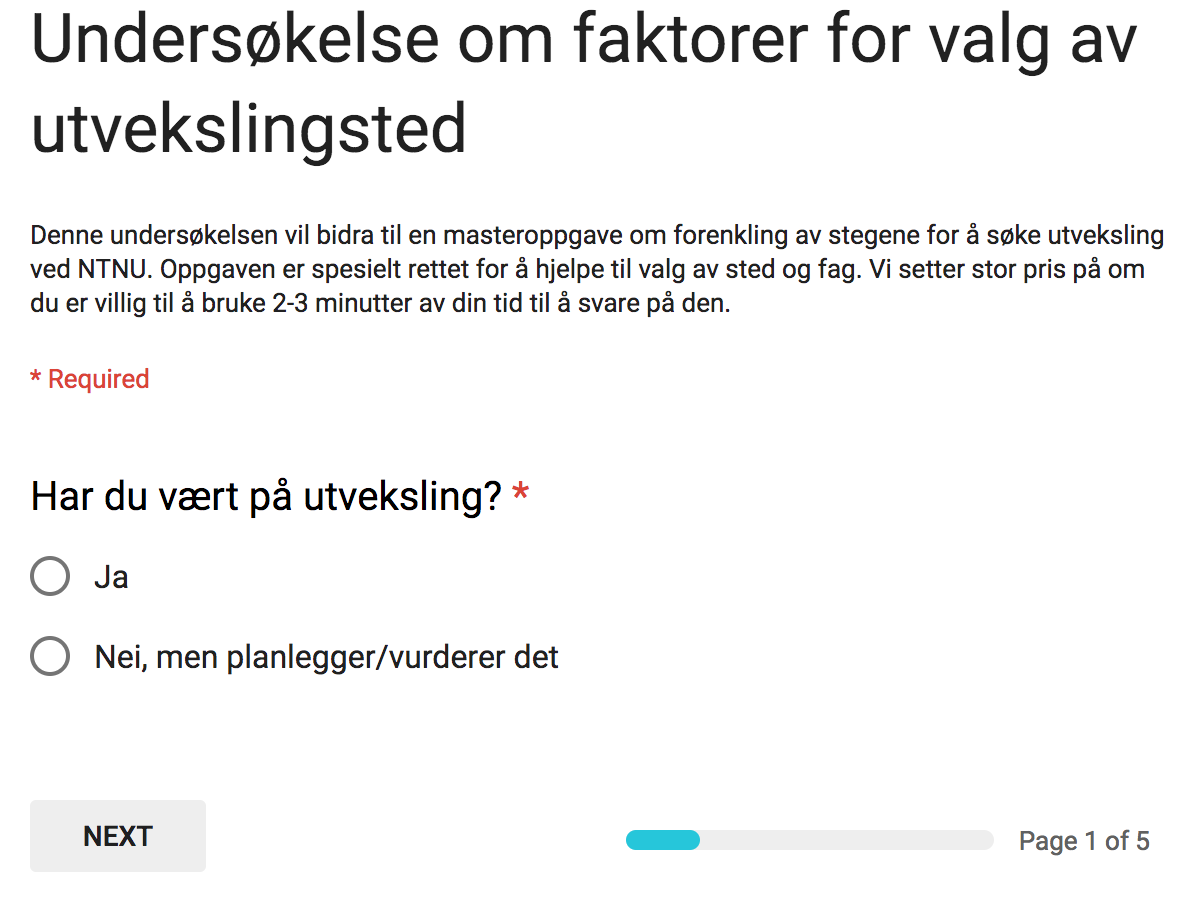 Undersøkelse om faktorer for valg av
utvekslingsted
Denne undersøkelsen vil bidra til en masteroppgave om forenkling av stegene for å søke utveksling
ved NTNU. Oppgaven er spesielt rettet for å hjelpe til valg av sted og fag. Vi setter stor pris på om
du er villig til å bruke 2-3 minutter av din tid til å svare på den.
* Required
Har du vært på utveksling? *
Ja
Nei, men planlegger/vurderer det
NEXT
Page 1 of 5